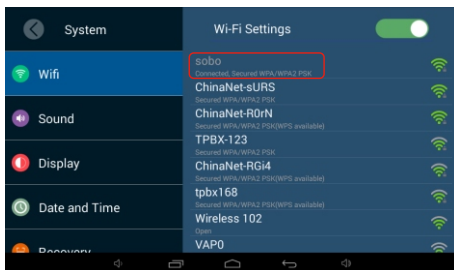 System
Wi-Fi Settings
Wifi
Sound
Display
Date and Time
Recovery
sobo
Connected, Secured WPA/WPA2 PSK
ChinaNet-sURS
Secured WPA/WPA2 PSK
ChinaNet-R0rN
Secured WPA/WPA2 PSK(WPS available)
TPBX-123
Secured WPA/WPA2 PSK
ChinaNet-RGi4
Secured WPA/WPA2 PSK(WPS available)
tpbx168
Secured WPA/WPA2 PSK(WPS available)
Wireless 102
Open
VAP0